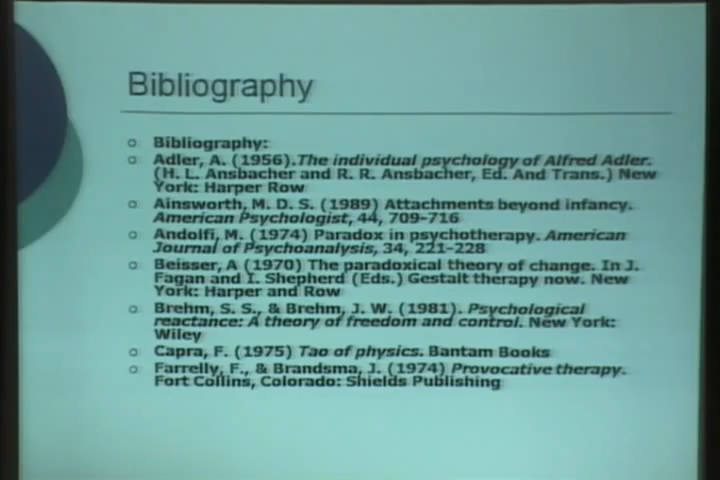 Bibliography
Bibliography:
Adler, A. (1956).The individual psychology of Alfred Adler.
(H. L. Ansbacher and R. R. Ansbacher, Ed. And Trans.) New
York: Harper Row
Ainsworth, M. D. S. (1989) Attachments beyond infancy.
American Psychologist, 44, 709-716
Andolfi, M. (1974) Paradox in psychotherapy. American
Journal of Psychoanalysis, 34, 221-228
Beisser, A (1970) The paradoxical theory of change. In J.
Fagan and I. Shepherd (Eds.) Gestalt therapy now. New
York: Harper and Row
Brehm, S. S., & Brehm, J. W. (1981). Psychological
reactance: A theory of freedom and control. New York:
Wiley
Capra, F. (1975) Tao of physics. Bantam Books
Farrelly, F., & Brandsma, J. (1974) Provocative therapy.
Fort Collins, Colorado: Shields Publishing